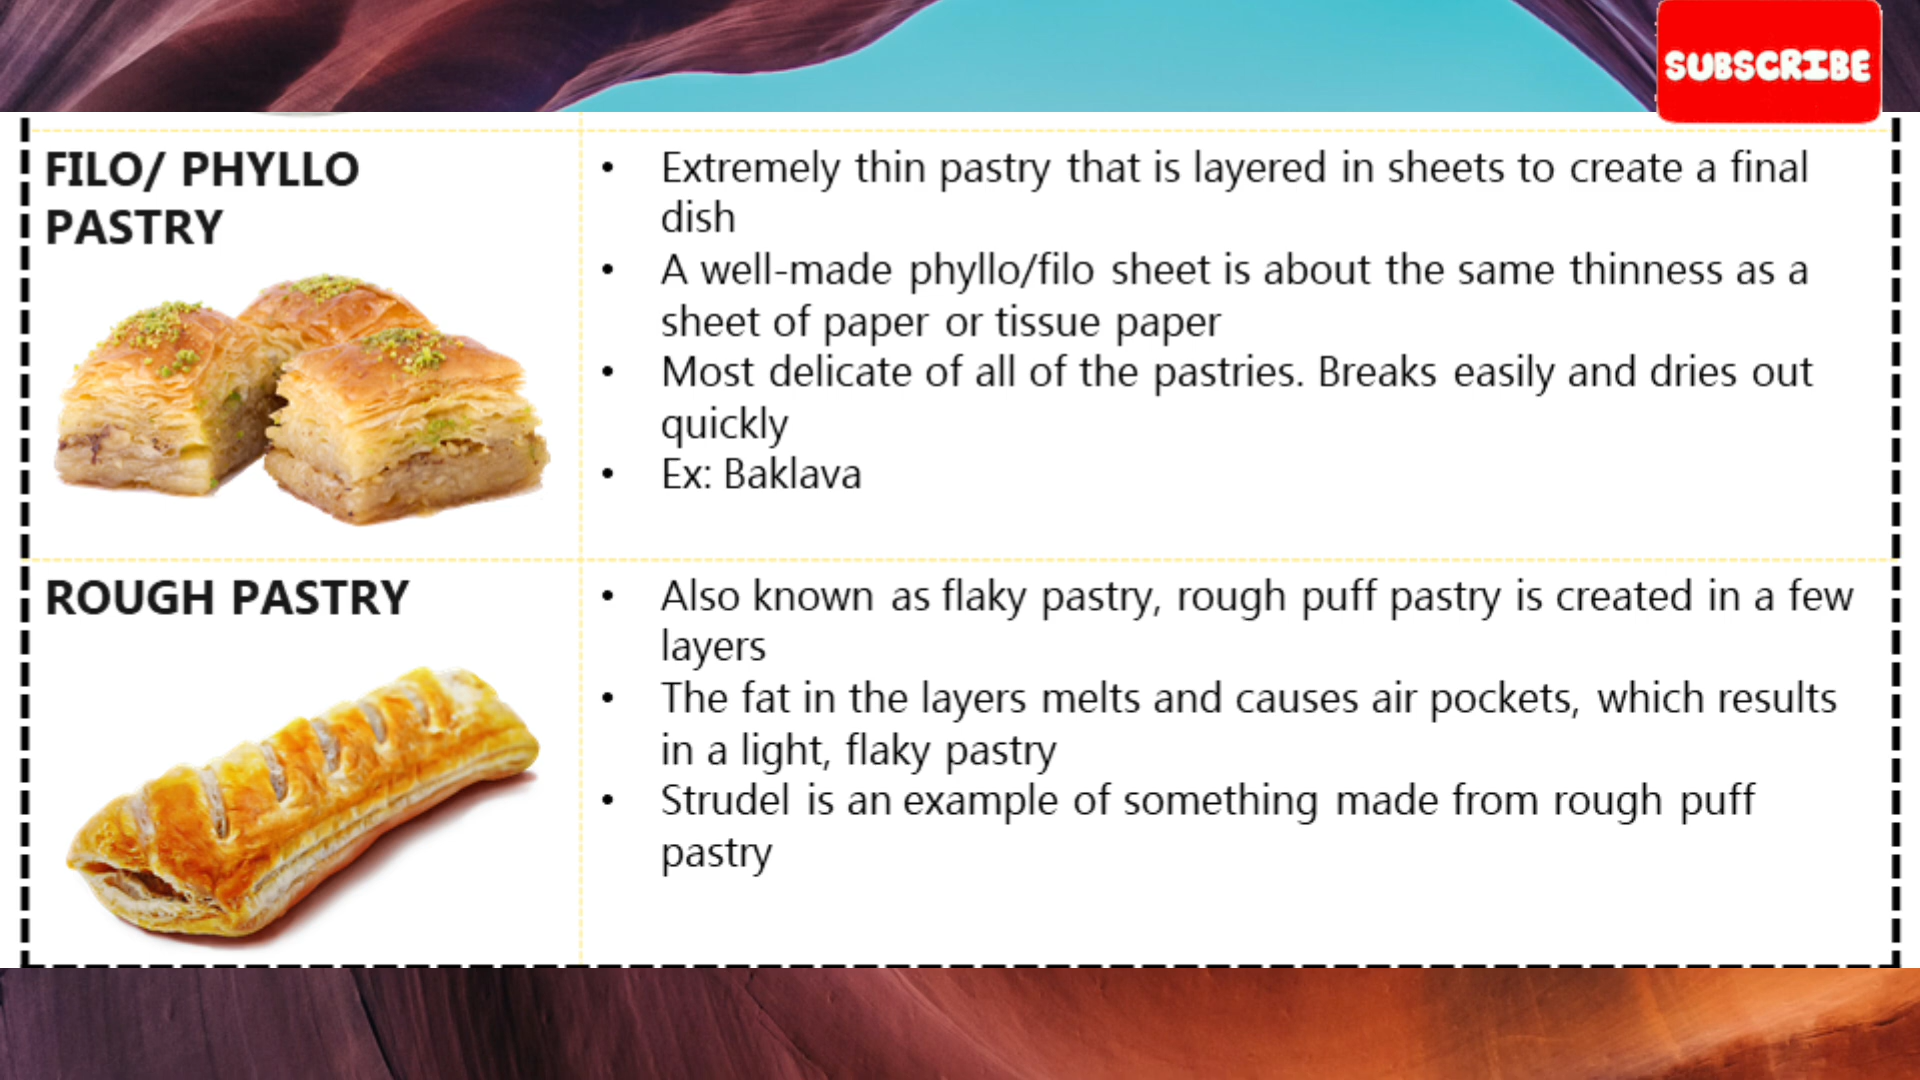 SUBSCRIBE
FILO/ PHYLLO
PASTRY
• Extremely thin pastry that is layered in sheets to create a final
dish
• A well-made phyllo/filo sheet is about the same thinness as a
sheet of paper or tissue paper
• Most delicate of all of the pastries. Breaks easily and dries out
quickly
• Ex: Baklava
ROUGH PASTRY
• Also known as flaky pastry, rough puff pastry is created in a few
layers
• The fat in the layers melts and causes air pockets, which results
in a light, flaky pastry
• Strudel is an example of something made from rough puff
pastry